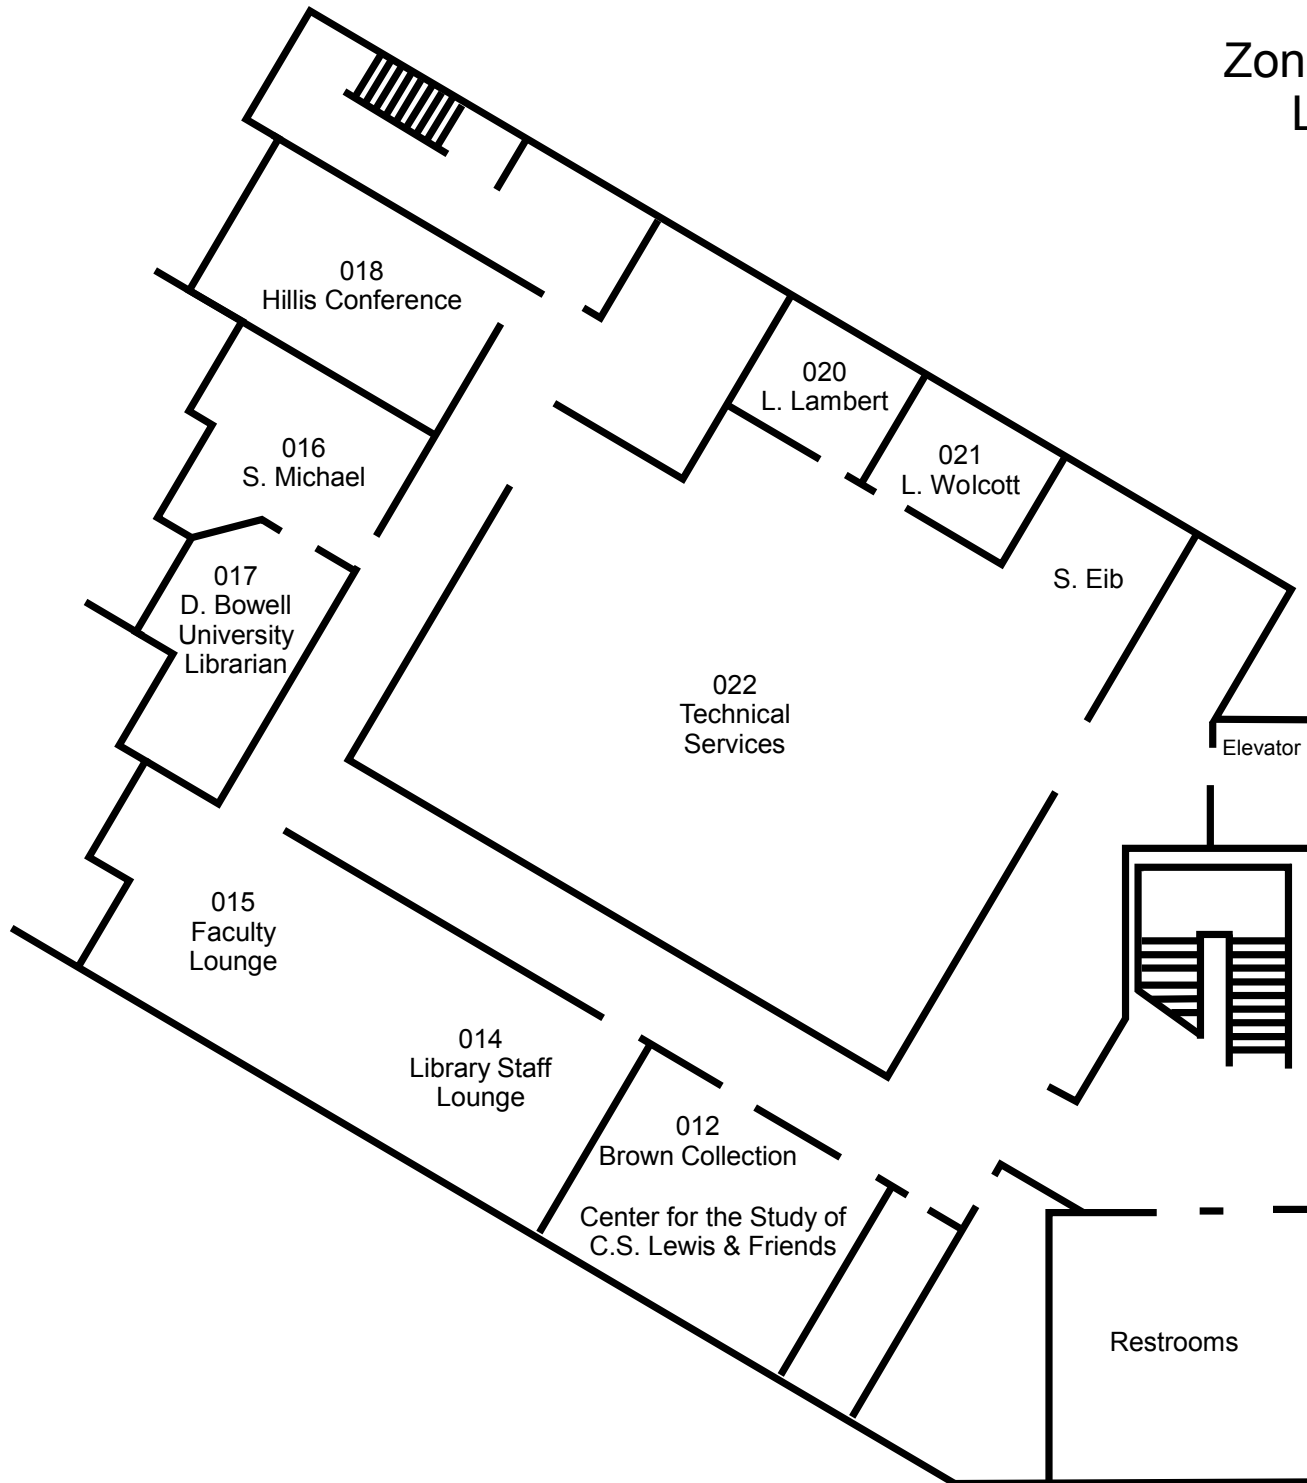 Zon
L
018
Hillis Conference
020
L. Lambert
016
S. Michael
021
L. Wolcott
017
D. Bowell
University
Librarian
S. Eib
022
Technical
Services
Elevator
015
Faculty
Lounge
014
Library Staff
Lounge
012
Brown Collection
Center for the Study of
C.S. Lewis & Friends
Restrooms